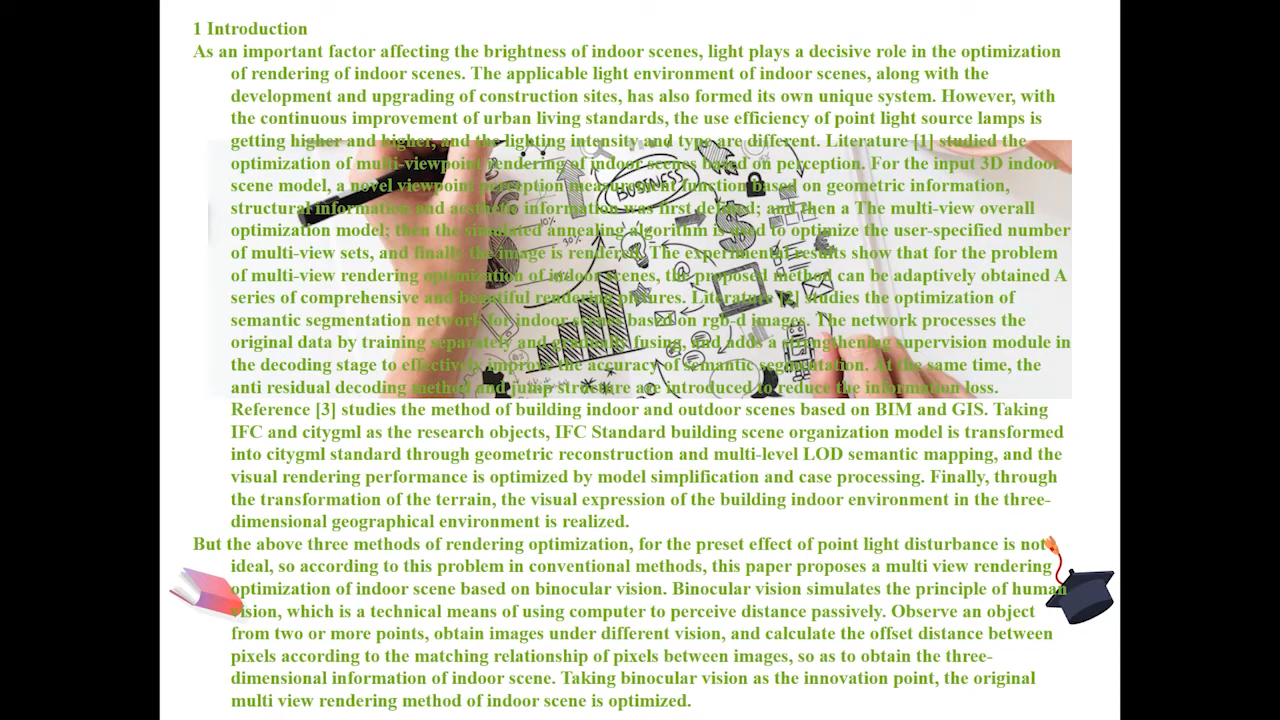 1 Introduction
As an important factor affecting the brightness of indoor scenes, light plays a decisive role in the optimization
of rendering of indoor scenes. The applicable light environment of indoor scenes, along with the
development and upgrading of construction sites, has also formed its own unique system. However, with
the continuous improvement of urban living standards, the use efficiency of point light source lamps is
getting higher and higher, and the lighting intensity and type are different. Literature [1] studied the
optimization of multi-viewpoint rendering of indoor scenes based on perception. For the input 3D indoor
scene model, a novel viewpoint perception measurement function based on geometric information,
structural information and aesthetic information was first defined; and then a The multi-view overall
optimization model; then the simulated annealing algorithm is used to optimize the user-specified number
of multi-view sets, and finally the image is rendered. The experimental results show that for the problem
of multi-view rendering optimization of indoor scenes, the proposed method can be adaptively obtained A
series of comprehensive and beautiful rendering pictures. Literature [2] studies the optimization of
semantic segmentation network for indoor scenes based on rgb-d images. The network processes the
original data by training separately and gradually fusing, and adds a strengthening supervision module in
the decoding stage to effectively improve the accuracy of semantic segmentation. At the same time, the
anti residual decoding method and jump structure are introduced to reduce the information loss.
Reference [3] studies the method of building indoor and outdoor scenes based on BIM and GIS. Taking
IFC and citygml as the research objects, IFC Standard building scene organization model is transformed
into citygml standard through geometric reconstruction and multi-level LOD semantic mapping, and the
visual rendering performance is optimized by model simplification and case processing. Finally, through
the transformation of the terrain, the visual expression of the building indoor environment in the three-
dimensional geographical environment is realized.
But the above three methods of rendering optimization, for the preset effect of point light disturbance is not
ideal, so according to this problem in conventional methods, this paper proposes a multi view rendering
optimization of indoor scene based on binocular vision. Binocular vision simulates the principle of human
vision, which is a technical means of using computer to perceive distance passively. Observe an object
from two or more points, obtain images under different vision, and calculate the offset distance between
pixels according to the matching relationship of pixels between images, so as to obtain the three-
dimensional information of indoor scene. Taking binocular vision as the innovation point, the original
multi view rendering method of indoor scene is optimized.
BUSINESS
30%